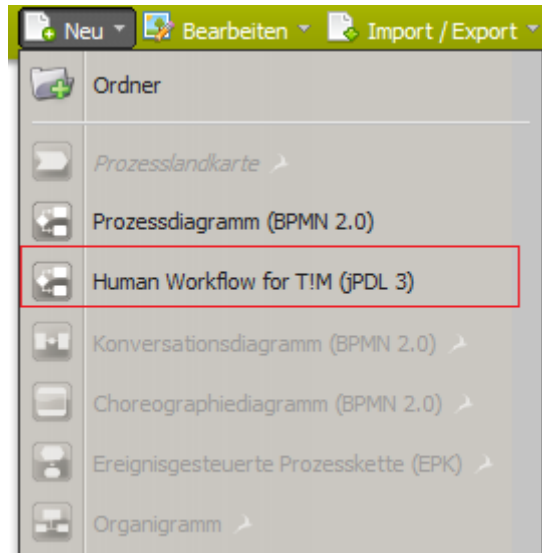 Neu Bearbeiten Import / Export
Ordner
Prozesslandkarte
Prozessdiagramm (BPMN 2.0)
Human Workflow for T!M (jPDL 3)
Konversationsdiagramm (BPMN 2.0)
Choreographiediagramm (BPMN 2.0)
Ereignisgesteuerte Prozesskette (EPK)
Organigramm